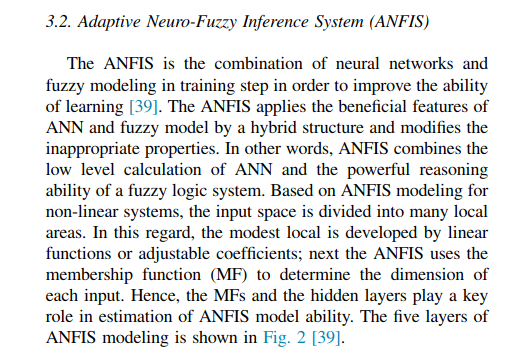 3.2. Adaptive Neuro-Fuzzy Inference System (ANFIS)
The ANFIS is the combination of neural networks and
fuzzy modeling in training step in order to improve the ability
of learning [39]. The ANFIS applies the beneficial features of
ANN and fuzzy model by a hybrid structure and modifies the
inappropriate properties. In other words, ANFIS combines the
low level calculation of ANN and the powerful reasoning
ability of a fuzzy logic system. Based on ANFIS modeling for
non-linear systems, the input space is divided into many local
areas. In this regard, the modest local is developed by linear
functions or adjustable coefficients; next the ANFIS uses the
membership function (MF) to determine the dimension of
each input. Hence, the MFs and the hidden layers play a key
role in estimation of ANFIS model ability. The five layers of
ANFIS modeling is shown in Fig. 2 [39].